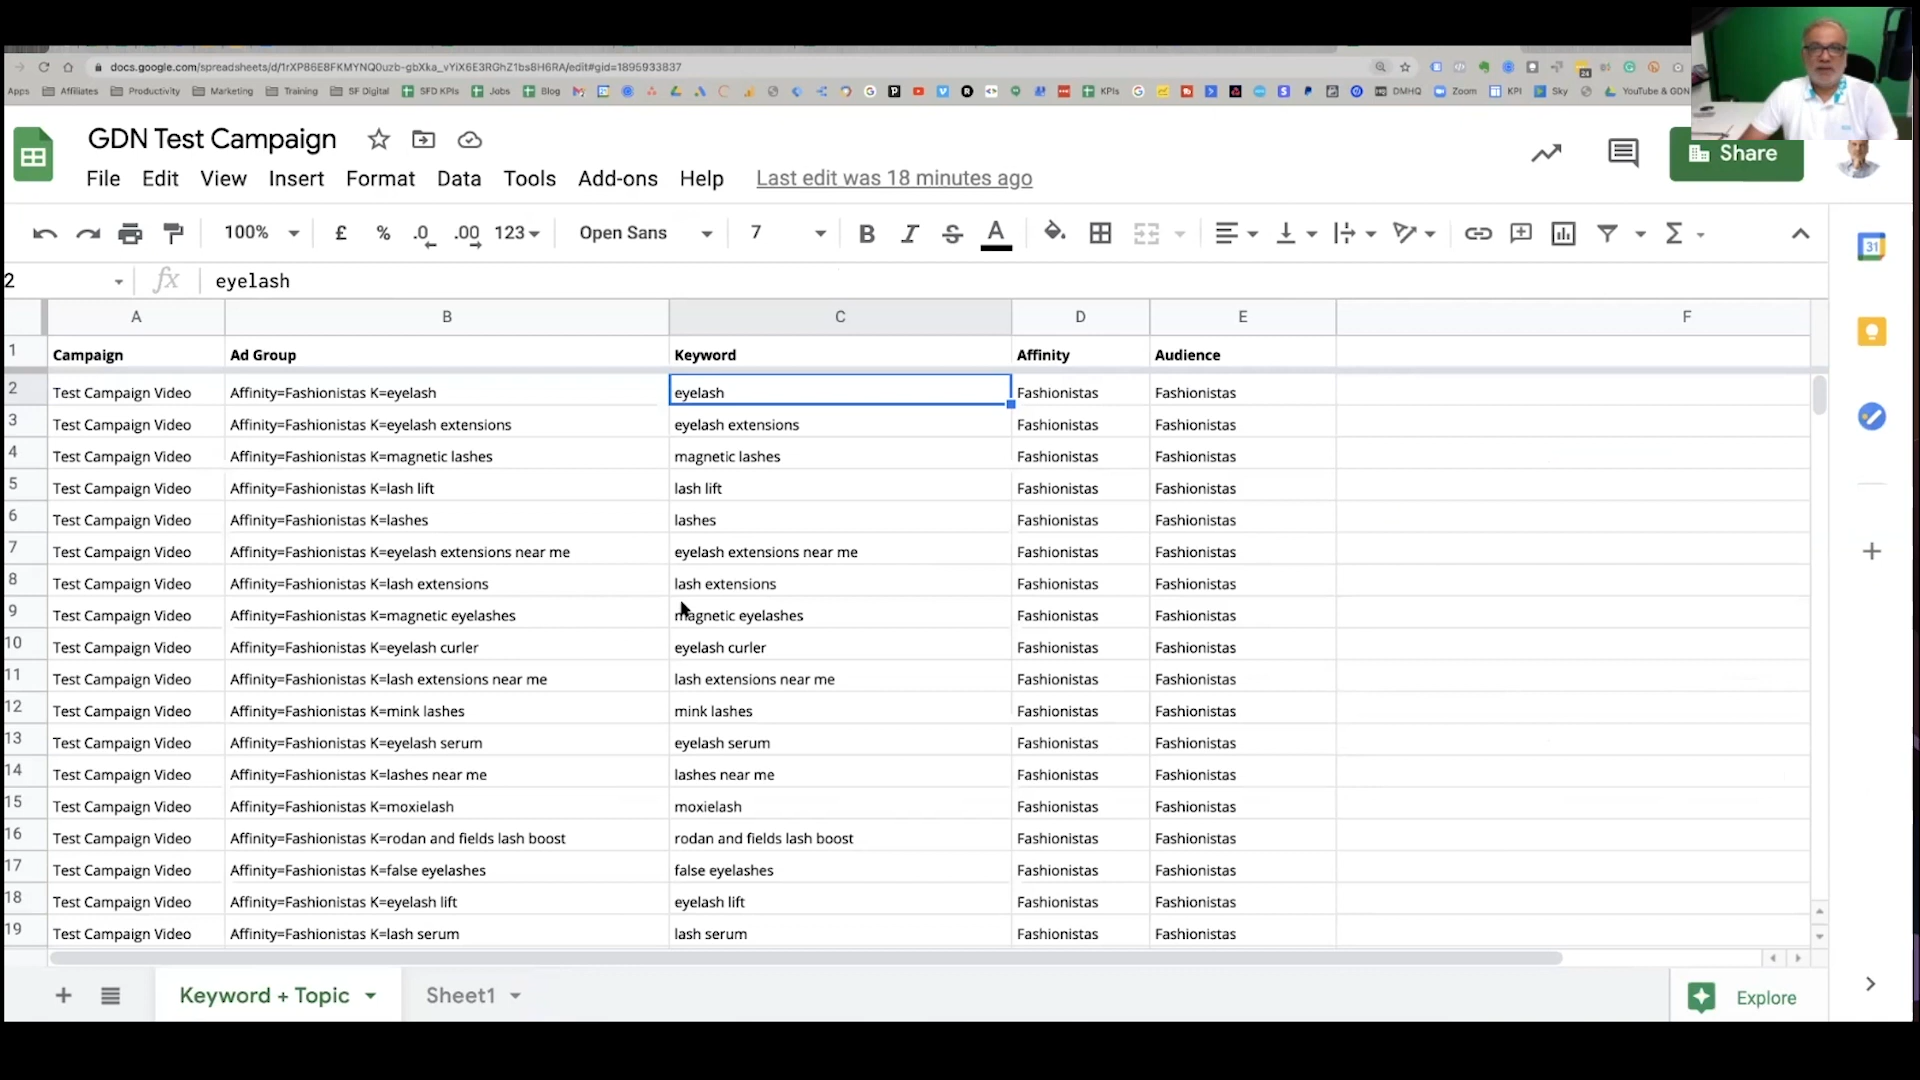 docs.google.com/spreadsheets/d/1rXP86E8FKMYNQ0uzb-gbXka_vYiX6E3RGhZ1bs8H6RA/edit#gid=1895933837
Apps Affiliates Productivity Marketing Training SF Digital SFD KPIs Jobs Blog KPIs DMHQ Zoom KPI Sky YouTube & GDN
GDN Test Campaign
Share
File Edit View Insert Format Data Tools Add-ons Help Last edit was 18 minutes ago
100% £ % .0 .00 123 Open Sans 7 B I S A Σ
31
2 fx eyelash
A B C D E F
1 Campaign Ad Group Keyword Affinity Audience
2 Test Campaign Video Affinity=Fashionistas K=eyelash eyelash Fashionistas Fashionistas
3 Test Campaign Video Affinity=Fashionistas K=eyelash extensions eyelash extensions Fashionistas Fashionistas
4 Test Campaign Video Affinity=Fashionistas K=magnetic lashes magnetic lashes Fashionistas Fashionistas
5 Test Campaign Video Affinity=Fashionistas K=lash lift lash lift Fashionistas Fashionistas
6 Test Campaign Video Affinity=Fashionistas K=lashes lashes Fashionistas Fashionistas
7 Test Campaign Video Affinity=Fashionistas K=eyelash extensions near me eyelash extensions near me Fashionistas Fashionistas
8 Test Campaign Video Affinity=Fashionistas K=lash extensions lash extensions Fashionistas Fashionistas
9 Test Campaign Video Affinity=Fashionistas K=magnetic eyelashes magnetic eyelashes Fashionistas Fashionistas
10 Test Campaign Video Affinity=Fashionistas K=eyelash curler eyelash curler Fashionistas Fashionistas
11 Test Campaign Video Affinity=Fashionistas K=lash extensions near me lash extensions near me Fashionistas Fashionistas
12 Test Campaign Video Affinity=Fashionistas K=mink lashes mink lashes Fashionistas Fashionistas
13 Test Campaign Video Affinity=Fashionistas K=eyelash serum eyelash serum Fashionistas Fashionistas
14 Test Campaign Video Affinity=Fashionistas K=lashes near me lashes near me Fashionistas Fashionistas
15 Test Campaign Video Affinity=Fashionistas K=moxielash moxielash Fashionistas Fashionistas
16 Test Campaign Video Affinity=Fashionistas K=rodan and fields lash boost rodan and fields lash boost Fashionistas Fashionistas
17 Test Campaign Video Affinity=Fashionistas K=false eyelashes false eyelashes Fashionistas Fashionistas
18 Test Campaign Video Affinity=Fashionistas K=eyelash lift eyelash lift Fashionistas Fashionistas
19 Test Campaign Video Affinity=Fashionistas K=lash serum lash serum Fashionistas Fashionistas
Keyword + Topic Sheet1 Explore